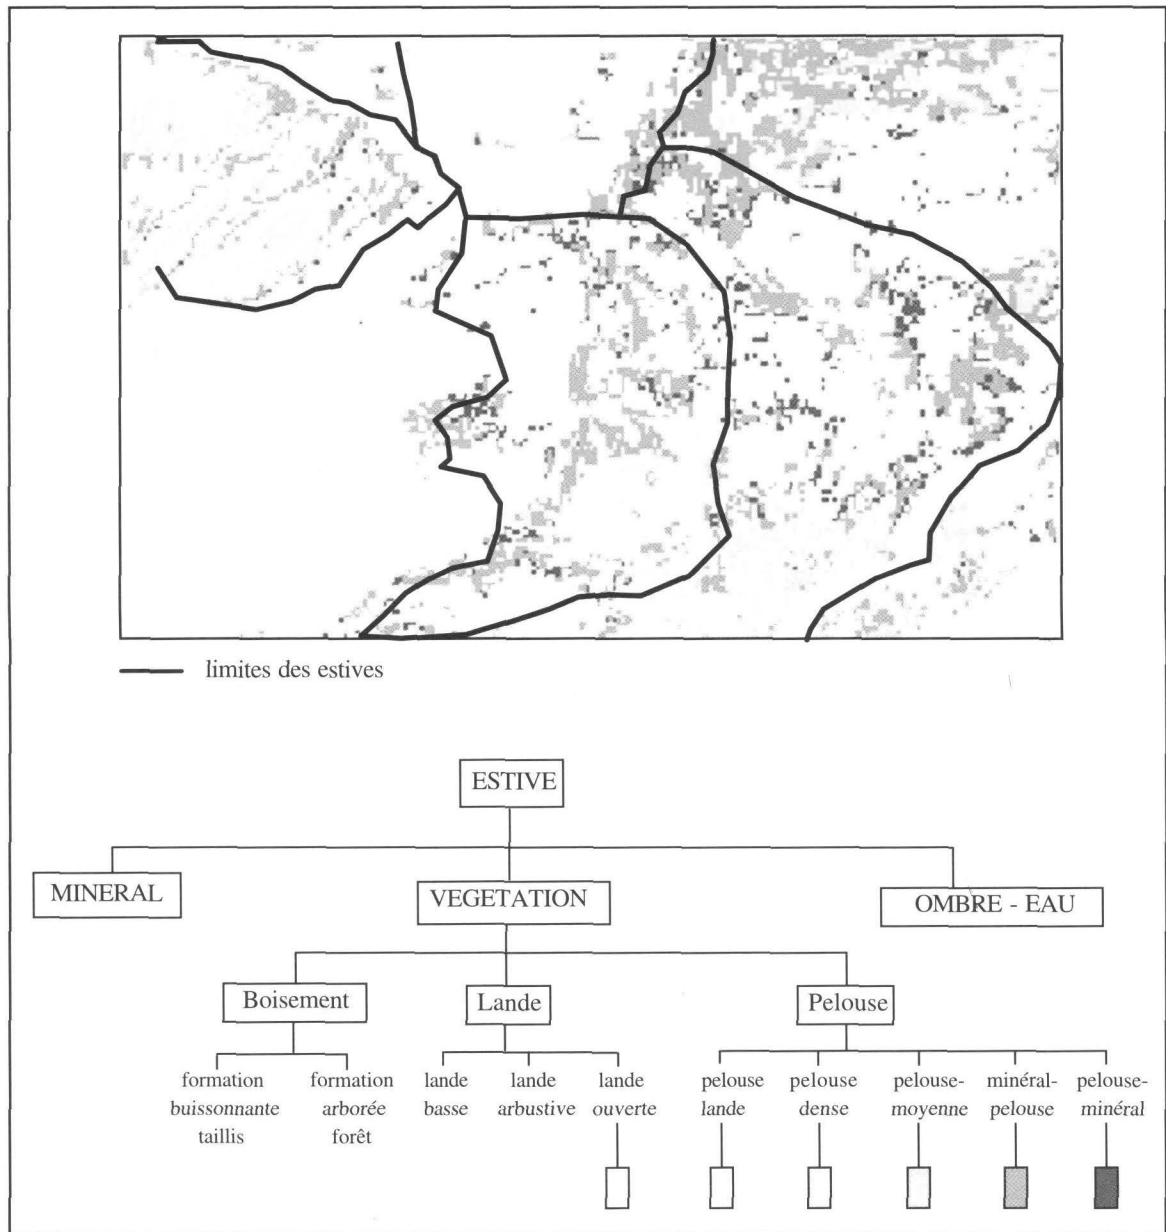 limites des estives
ESTIVE
MINERAL
VEGETATION
OMBRE - EAU
Boisement
Lande
Pelouse
formation
buissonnante
taillis
formation
arborée
forêt
lande
basse
lande
arbustive
lande
ouverte
pelouse
lande
pelouse
dense
pelouse-
moyenne
minéral-
pelouse
pelouse-
minéral